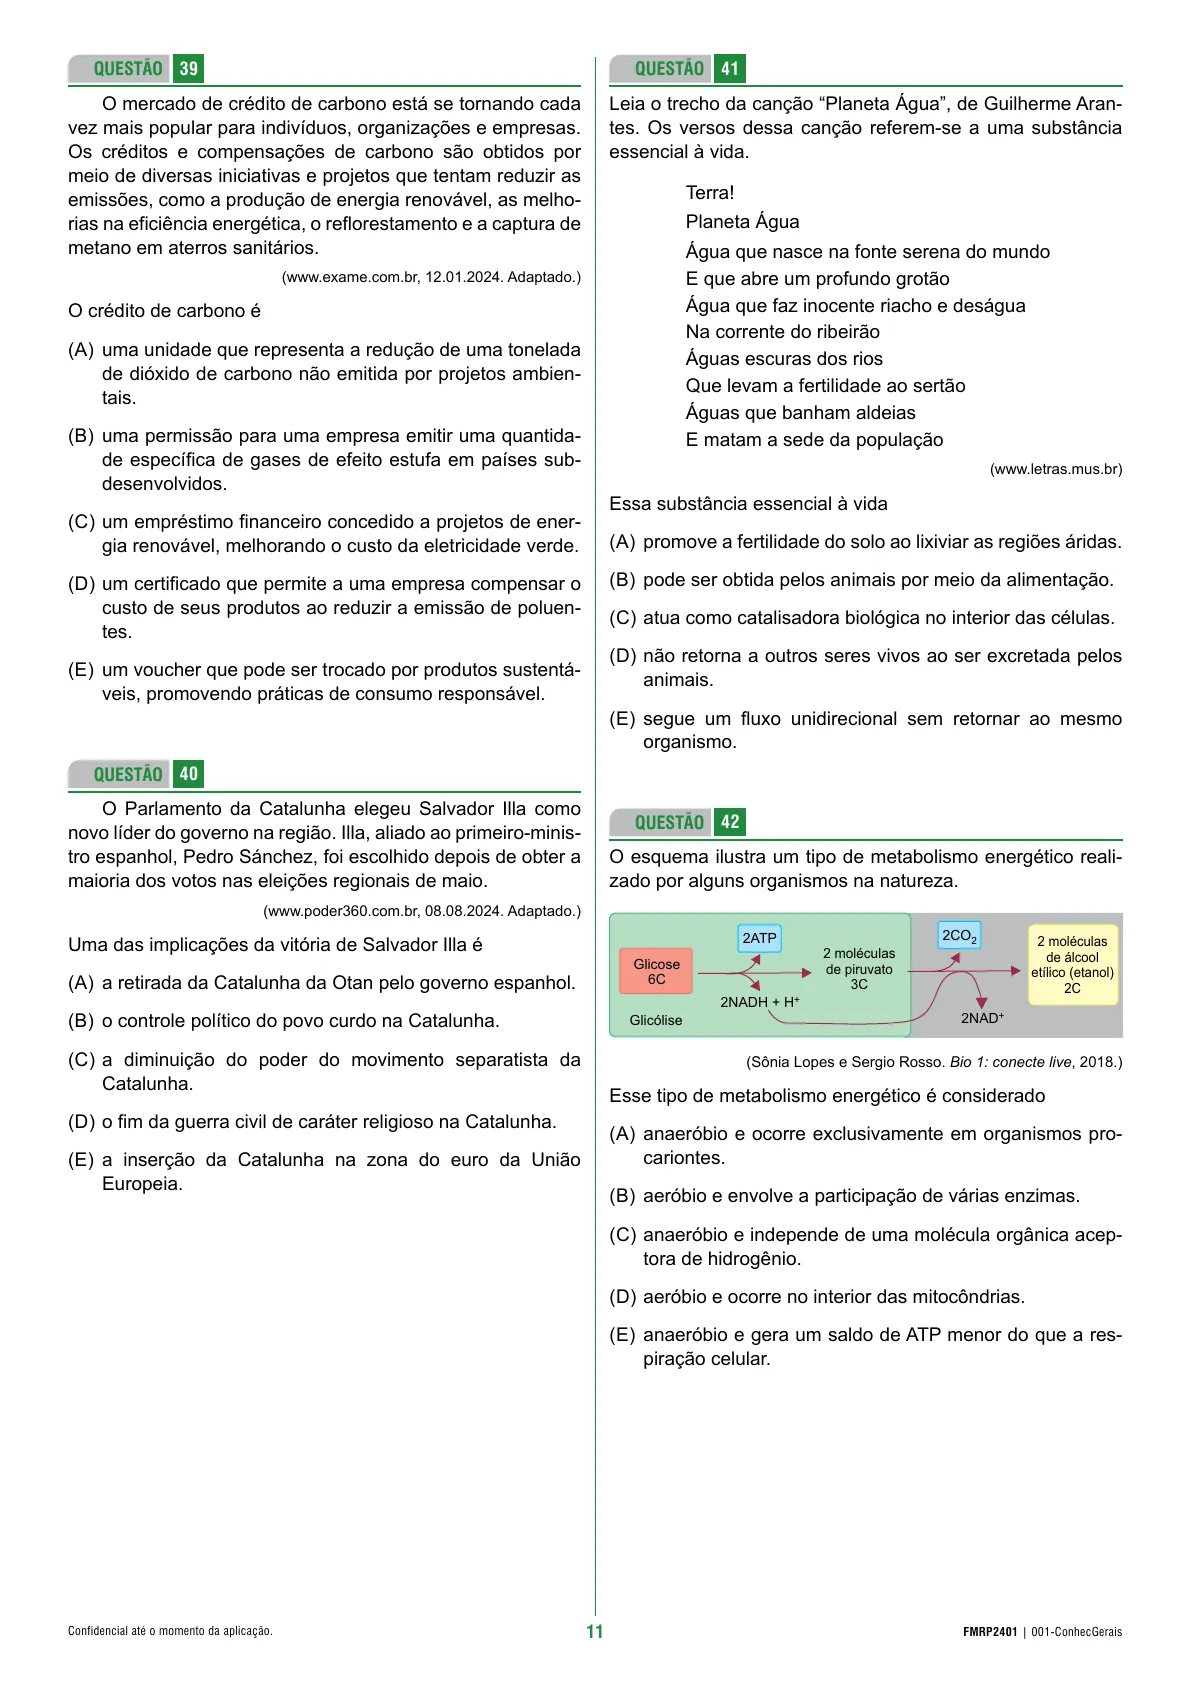 QUESTÃO 39
O mercado de crédito de carbono está se tornando cada
vez mais popular para indivíduos, organizações e empresas.
Os créditos e compensações de carbono são obtidos por
meio de diversas iniciativas e projetos que tentam reduzir as
emissões, como a produção de energia renovável, as melho-
rias na eficiência energética, o reflorestamento e a captura de
metano em aterros sanitários.
(www.exame.com.br, 12.01.2024. Adaptado.)
O crédito de carbono é
(A) uma unidade que representa a redução de uma tonelada
de dióxido de carbono não emitida por projetos ambien-
tais.
(B) uma permissão para uma empresa emitir uma quantida-
de específica de gases de efeito estufa em países sub-
desenvolvidos.
(C) um empréstimo financeiro concedido a projetos de ener-
gia renovável, melhorando o custo da eletricidade verde.
(D) um certificado que permite a uma empresa compensar o
custo de seus produtos ao reduzir a emissão de poluen-
tes.
(E) um voucher que pode ser trocado por produtos sustentá-
veis, promovendo práticas de consumo responsável.
QUESTÃO 40
O Parlamento da Catalunha elegeu Salvador Illa como
novo líder do governo na região. Illa, aliado ao primeiro-minis-
tro espanhol, Pedro Sánchez, foi escolhido depois de obter a
maioria dos votos nas eleições regionais de maio.
(www.poder360.com.br, 08.08.2024. Adaptado.)
Uma das implicações da vitória de Salvador Illa é
(A) a retirada da Catalunha da Otan pelo governo espanhol.
(B) o controle político do povo curdo na Catalunha.
(C) a diminuição do poder do movimento separatista da
Catalunha.
(D) o fim da guerra civil de caráter religioso na Catalunha.
(E) a inserção da Catalunha na zona do euro da União
Europeia.
QUESTÃO 41
Leia o trecho da canção “Planeta Água”, de Guilherme Aran-
tes. Os versos dessa canção referem-se a uma substância
essencial à vida.
Terra!
Planeta Água
Água que nasce na fonte serena do mundo
E que abre um profundo grotão
Água que faz inocente riacho e deságua
Na corrente do ribeirão
Águas escuras dos rios
Que levam a fertilidade ao sertão
Águas que banham aldeias
E matam a sede da população
(www.letras.mus.br)
Essa substância essencial à vida
(A) promove a fertilidade do solo ao lixiviar as regiões áridas.
(B) pode ser obtida pelos animais por meio da alimentação.
(C) atua como catalisadora biológica no interior das células.
(D) não retorna a outros seres vivos ao ser excretada pelos
animais.
(E) segue um fluxo unidirecional sem retornar ao mesmo
organismo.
QUESTÃO 42
O esquema ilustra um tipo de metabolismo energético reali-
zado por alguns organismos na natureza.
Glicose
6C
2ATP
2NADH + H⁺
Glicólise
2 moléculas
de piruvato
3C
2CO₂
2NAD⁺
2 moléculas
de álcool
etílico (etanol)
2C
(Sônia Lopes e Sergio Rosso. Bio 1: conecte live, 2018.)
Esse tipo de metabolismo energético é considerado
(A) anaeróbio e ocorre exclusivamente em organismos pro-
cariontes.
(B) aeróbio e envolve a participação de várias enzimas.
(C) anaeróbio e independe de uma molécula orgânica acep-
tora de hidrogênio.
(D) aeróbio e ocorre no interior das mitocôndrias.
(E) anaeróbio e gera um saldo de ATP menor do que a res-
piração celular.
Confidencial até o momento da aplicação.
11
FMRP2401 | 001-ConhecGerais